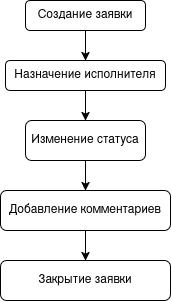 Создание заявки
Назначение исполнителя
Изменение статуса
Добавление комментариев
Закрытие заявки